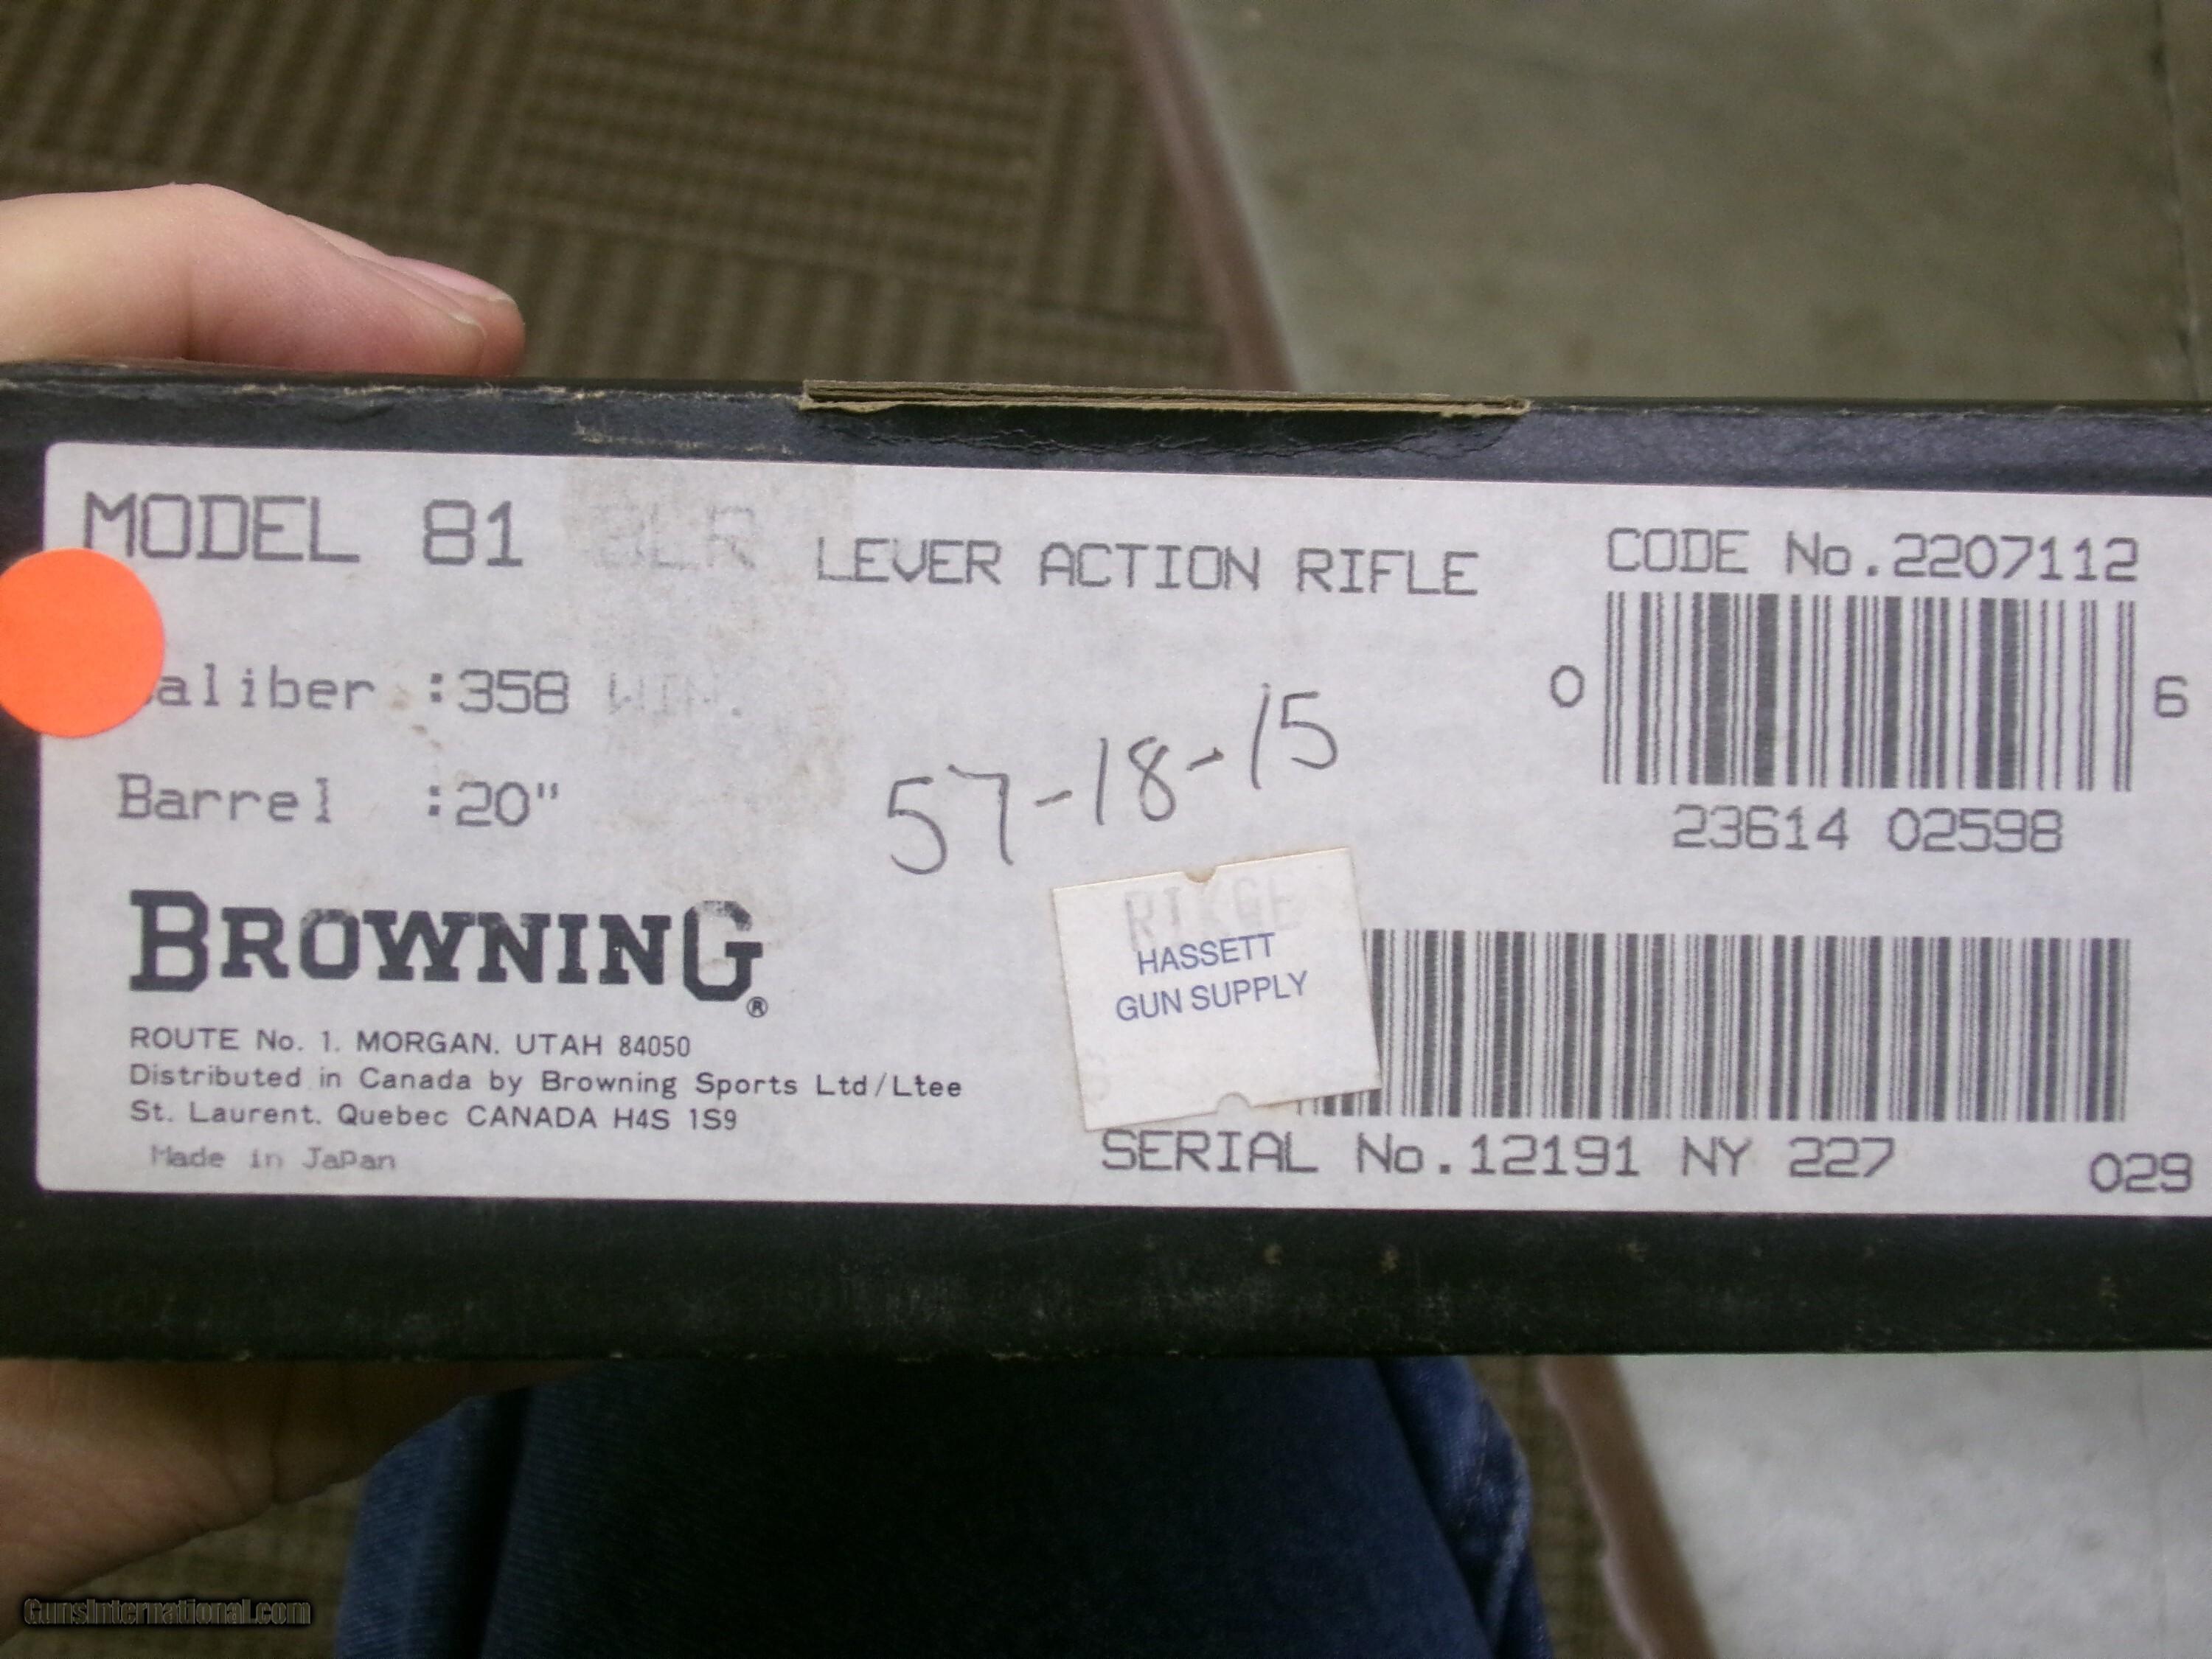 MODEL 81 BLR LEVER ACTION RIFLE
CODE No.2207112
aliber :358 WIN.
0 6
Barrel :20"
57-18-15
23614 02598
BROWNING®
HASSETT
GUN SUPPLY
ROUTE No. 1. MORGAN. UTAH 84050
Distributed in Canada by Browning Sports Ltd/Ltee
St. Laurent. Quebec CANADA H4S 1S9
Made in Japan
SERIAL No.12191 NY 227
029
GunsInternational.com